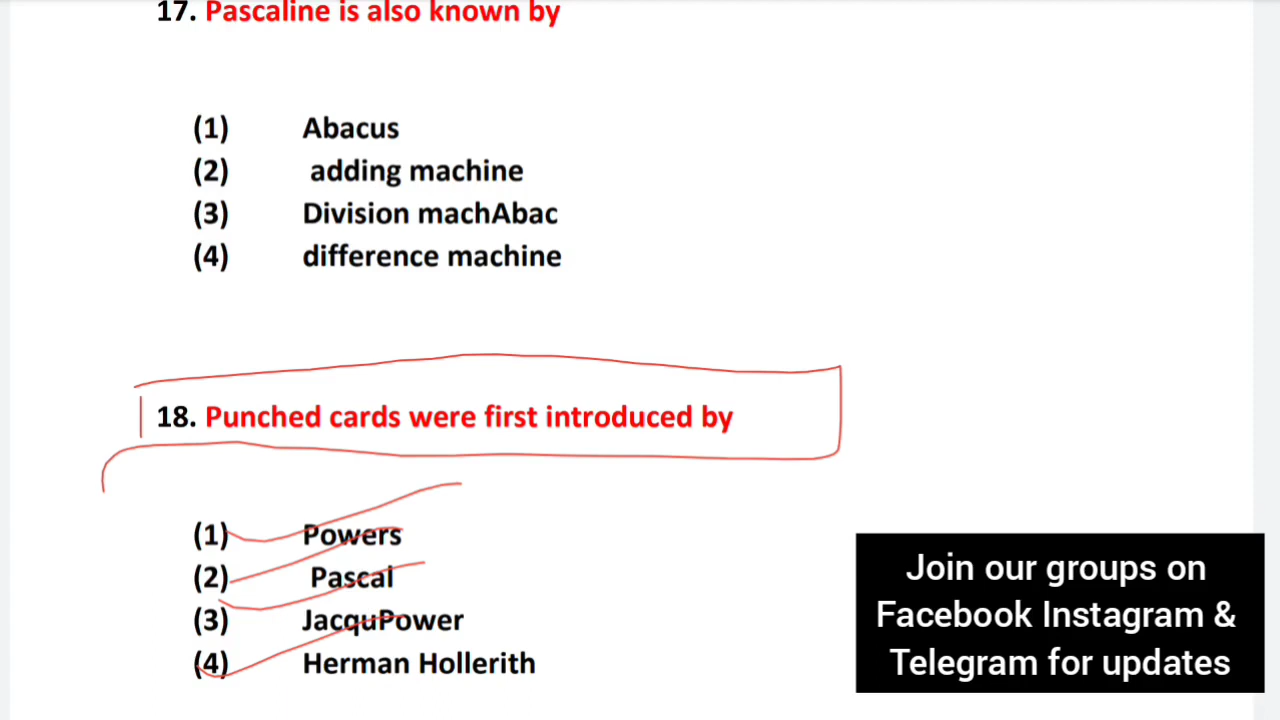 17. Pascaline is also known by
(1) Abacus
(2) adding machine
(3) Division machAbac
(4) difference machine
18. Punched cards were first introduced by
(1) Powers
(2) Pascal
(3) JacquPower
(4) Herman Hollerith
Join our groups on
Facebook Instagram &
Telegram for updates